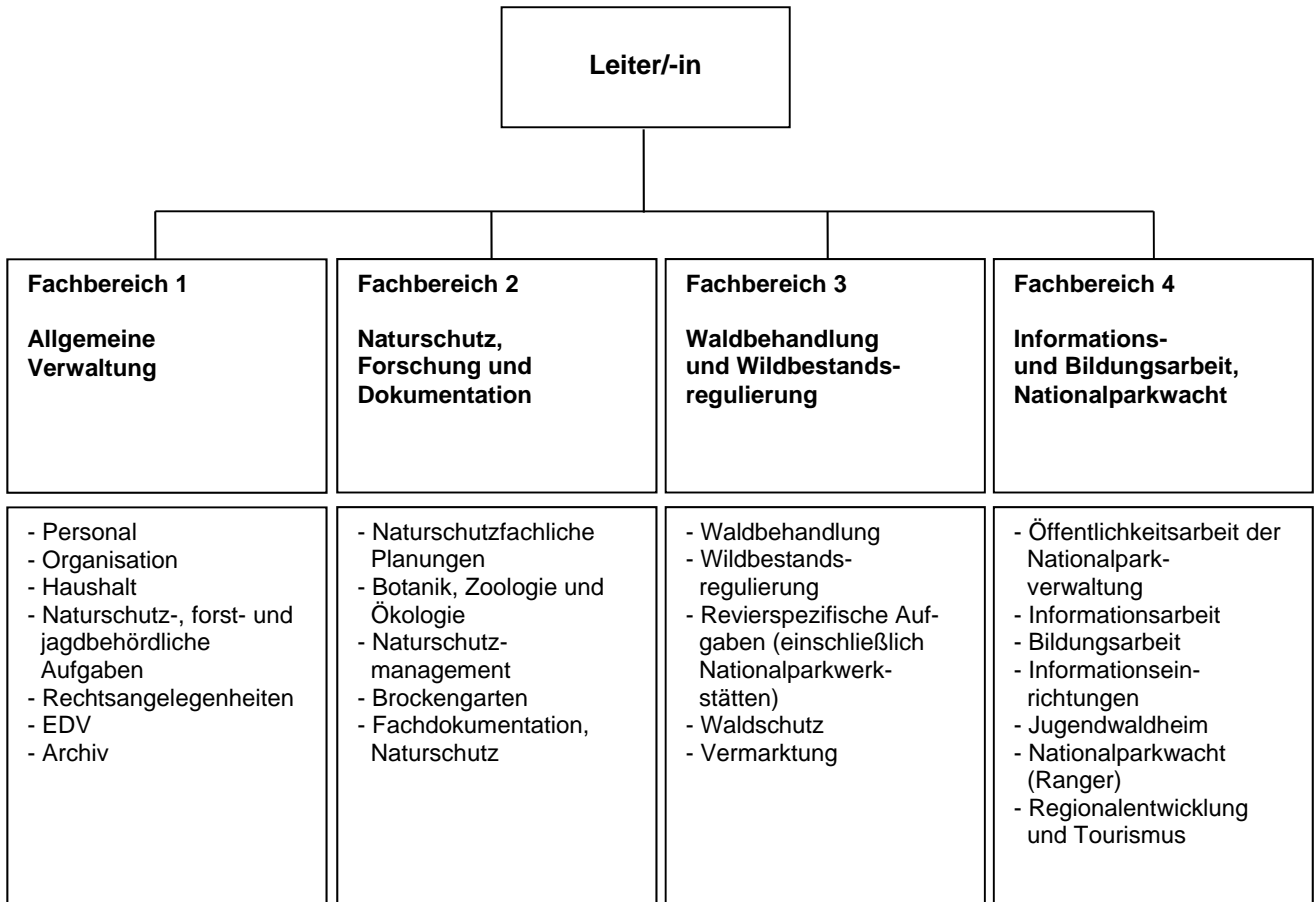 Leiter/-in
Fachbereich 1
Allgemeine
Verwaltung
Fachbereich 2
Naturschutz,
Forschung und
Dokumentation
Fachbereich 3
Waldbehandlung
und Wildbestands-
regulierung
Fachbereich 4
Informations-
und Bildungsarbeit,
Nationalparkwacht
- Personal
- Organisation
- Haushalt
- Naturschutz-, forst- und
jagdbehördliche
Aufgaben
- Rechtsangelegenheiten
- EDV
- Archiv
- Naturschutzfachliche
Planungen
- Botanik, Zoologie und
Ökologie
- Naturschutz-
management
- Brockengarten
- Fachdokumentation,
Naturschutz
- Waldbehandlung
- Wildbestands-
regulierung
- Revierspezifische Auf-
gaben (einschließlich
Nationalparkwerk-
stätten)
- Waldschutz
- Vermarktung
- Öffentlichkeitsarbeit der
Nationalpark-
verwaltung
- Informationsarbeit
- Bildungsarbeit
- Informationsein-
richtungen
- Jugendwaldheim
- Nationalparkwacht
(Ranger)
- Regionalentwicklung
und Tourismus